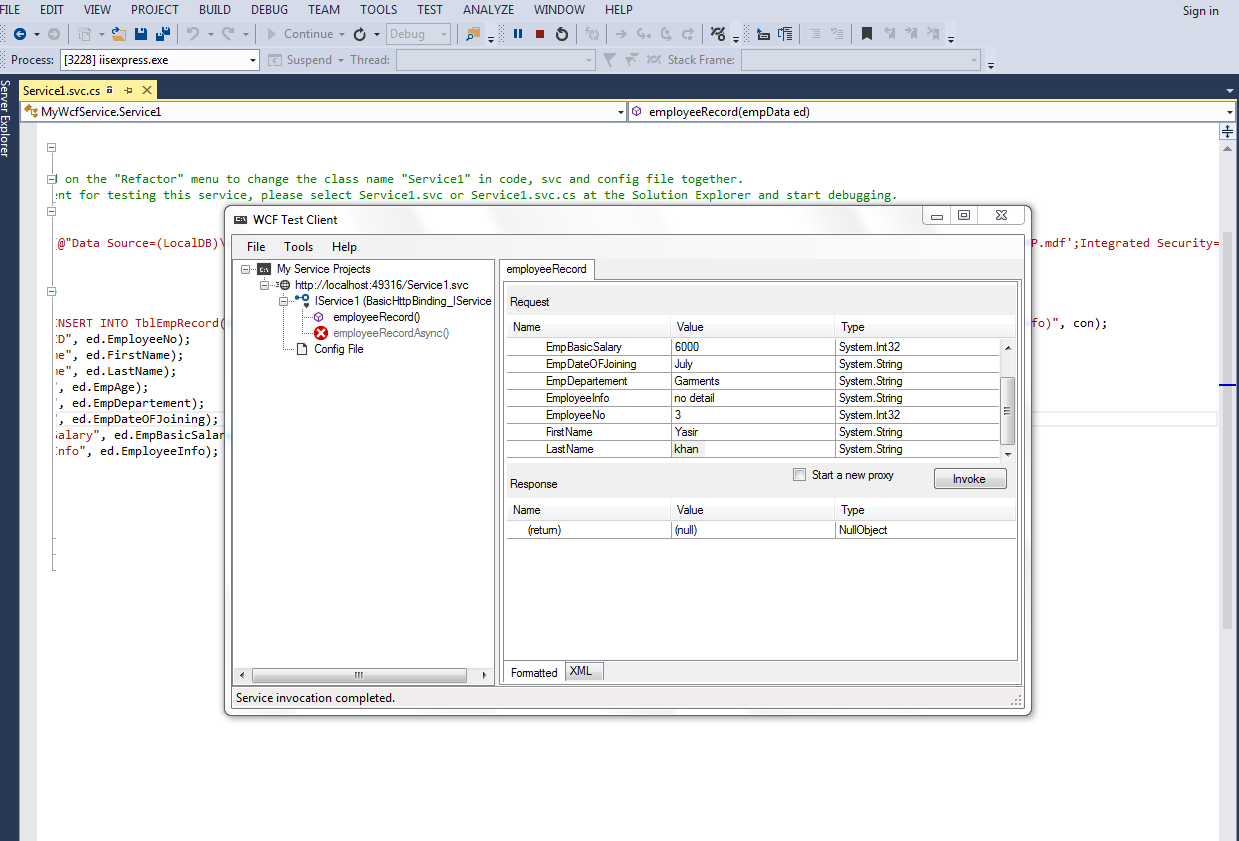 FILE EDIT VIEW PROJECT BUILD DEBUG TEAM TOOLS TEST ANALYZE WINDOW HELP Sign in
Continue Debug
Process: [3228] iisexpress.exe Suspend Thread: Stack Frame:
Server Explorer
Service1.svc.cs
MyWcfService.Service1 employeeRecord(empData ed)
on the "Refactor" menu to change the class name "Service1" in code, svc and config file together.
nt for testing this service, please select Service1.svc or Service1.svc.cs at the Solution Explorer and start debugging.
@"Data Source=(LocalDB)\ P.mdf';Integrated Security=
NSERT INTO TblEmpRecord( fo)", con);
D", ed.EmployeeNo);
e", ed.FirstName);
e", ed.LastName);
", ed.EmpAge);
", ed.EmpDepartement);
", ed.EmpDateOFJoining);
Salary", ed.EmpBasicSalar
nfo", ed.EmployeeInfo);
WCF Test Client
File Tools Help
My Service Projects
http://localhost:49316/Service1.svc
IService1 (BasicHttpBinding_IService
employeeRecord()
employeeRecordAsync()
Config File
employeeRecord
Request
Name Value Type
EmpBasicSalary 6000 System.Int32
EmpDateOFJoining July System.String
EmpDepartement Garments System.String
EmployeeInfo no detail System.String
EmployeeNo 3 System.Int32
FirstName Yasir System.String
LastName khan System.String
Response Start a new proxy Invoke
Name Value Type
(return) (null) NullObject
Formatted XML
Service invocation completed.